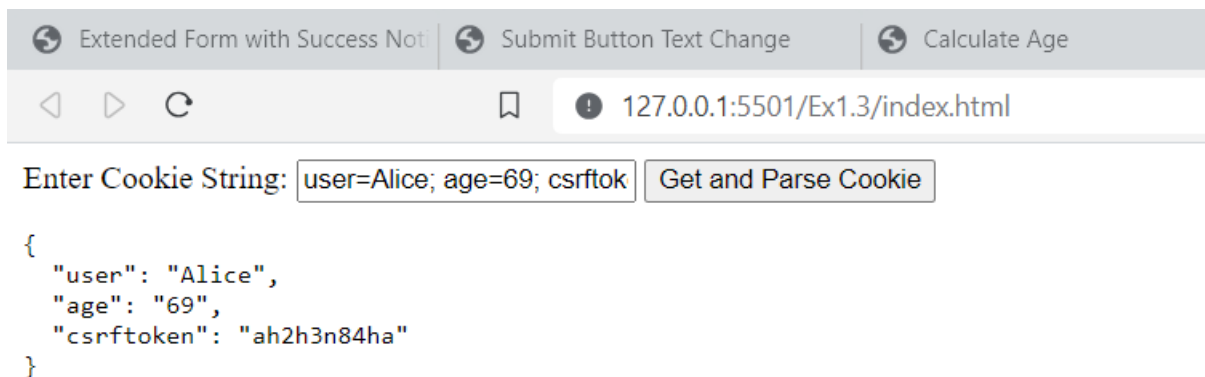 Extended Form with Success Noti
Submit Button Text Change
Calculate Age
127.0.0.1:5501/Ex1.3/index.html
Enter Cookie String: user=Alice; age=69; csrftok Get and Parse Cookie
{
  "user": "Alice",
  "age": "69",
  "csrftoken": "ah2h3n84ha"
}